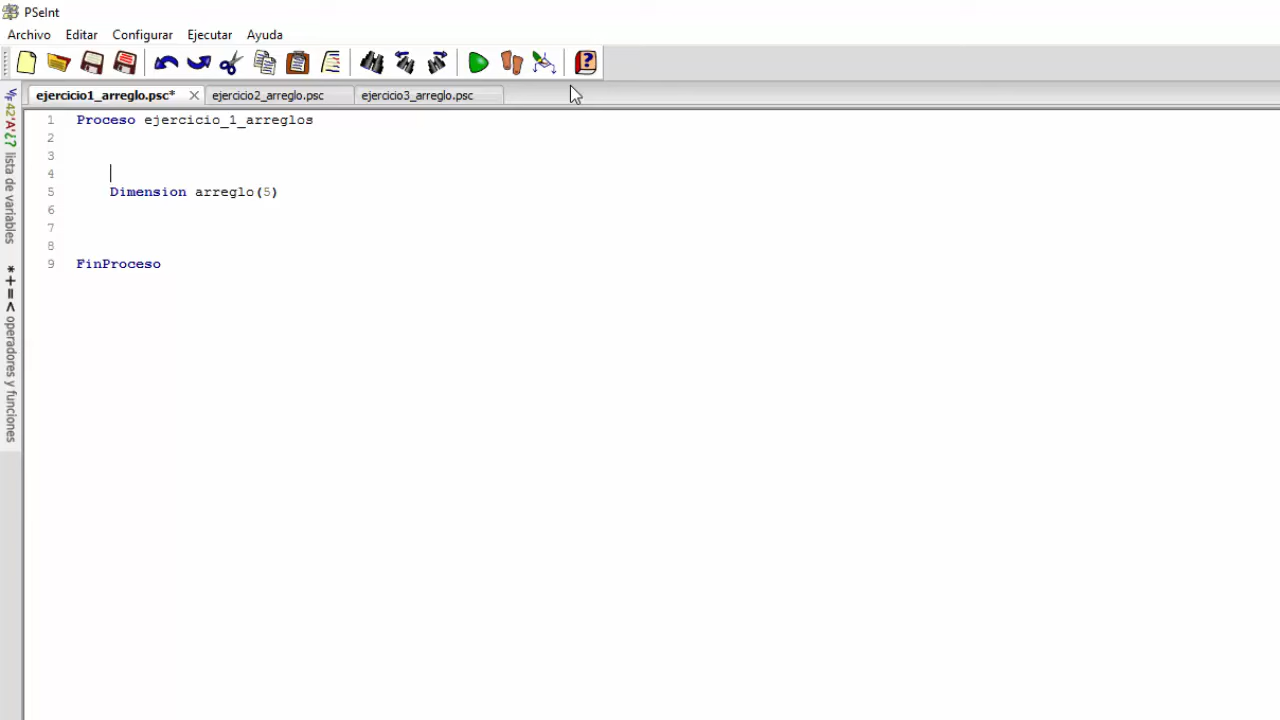 PSeInt
Archivo Editar Configurar Ejecutar Ayuda
ejercicio1_arreglo.psc* ejercicio2_arreglo.psc ejercicio3_arreglo.psc
1 Proceso ejercicio_1_arreglos
2
3
4
5 Dimension arreglo(5)
6
7
8
9 FinProceso
42'A'¿? lista de variables
*+=< operadores y funciones